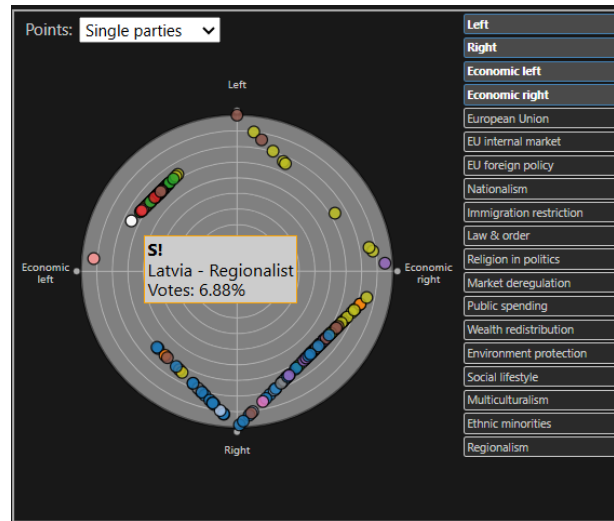 Points: Single parties
Left
Economic
left
S!
Latvia - Regionalist
Votes: 6.88%
Economic
right
Right
Left
Right
Economic left
Economic right
European Union
EU internal market
EU foreign policy
Nationalism
Immigration restriction
Law & order
Religion in politics
Market deregulation
Public spending
Wealth redistribution
Environment protection
Social lifestyle
Multiculturalism
Ethnic minorities
Regionalism